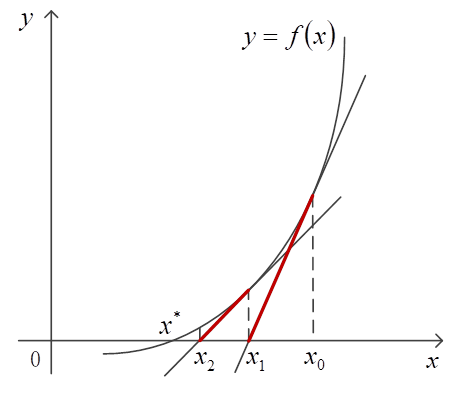 y
y = f(x)
x*
0
x₂
x₁
x₀
x